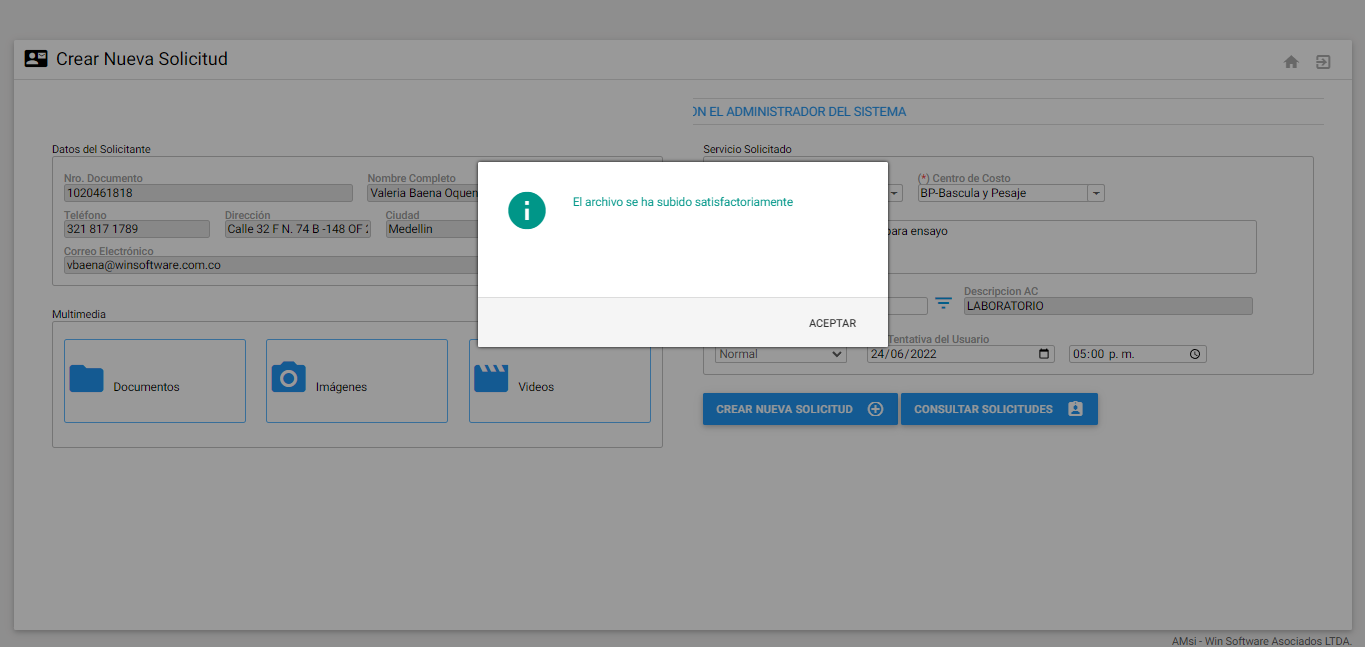 Crear Nueva Solicitud
ON EL ADMINISTRADOR DEL SISTEMA
Datos del Solicitante
Nro. Documento
Nombre Completo
1020461818
Valeria Baena Oquen
Teléfono
Dirección
Ciudad
321 817 1789
Calle 32 F N. 74 B -148 OF
Medellin
Correo Electrónico
vbaena@winsoftware.com.co
Multimedia
Documentos
Imágenes
Videos
El archivo se ha subido satisfactoriamente
ACEPTAR
Servicio Solicitado
(*) Centro de Costo
BP-Bascula y Pesaje
para ensayo
Descripcion AC
LABORATORIO
Tentativa del Usuario
Normal
24/06/2022
05:00 p. m.
CREAR NUEVA SOLICITUD
CONSULTAR SOLICITUDES
AMsi - Win Software Asociados LTDA.